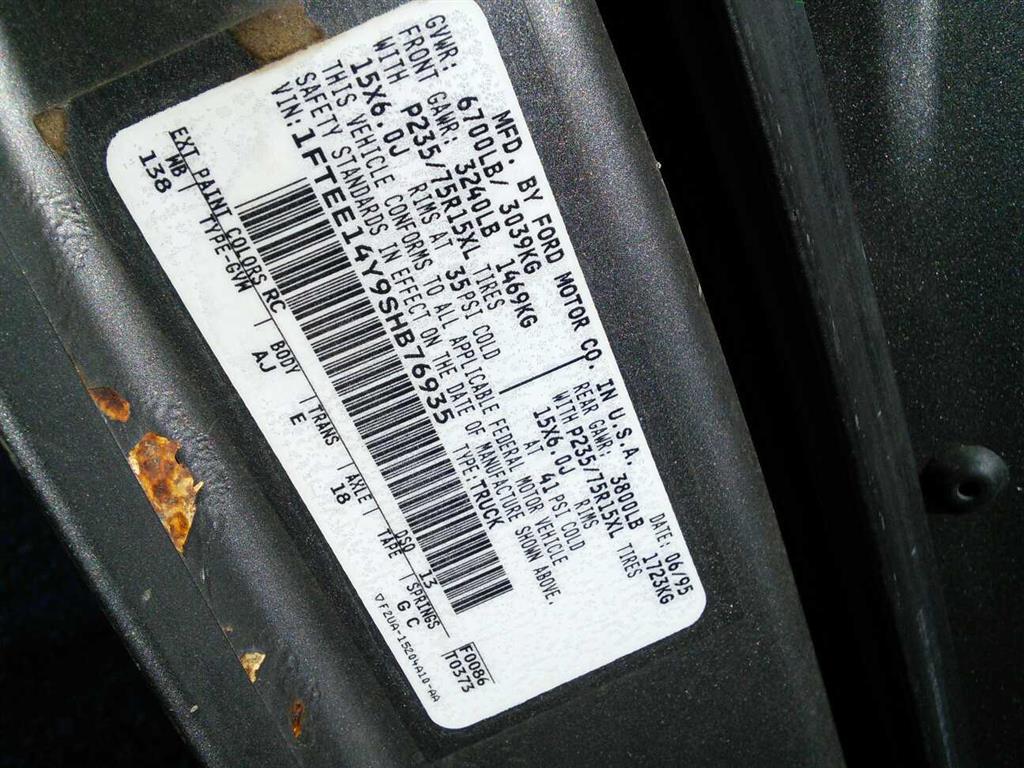 MFD. BY FORD MOTOR CO. IN U.S.A.
DATE: 06/95
GVWR: 6700LB/ 3039KG
FRONT GAWR: 3240LB 1469KG
REAR GAWR: 3800LB 1723KG
WITH P235/75R15XL TIRES
WITH P235/75R15XL TIRES
15X6.0J RIMS AT 35 PSI COLD
15X6.0J RIMS
AT 41 PSI COLD
THIS VEHICLE CONFORMS TO ALL APPLICABLE FEDERAL MOTOR VEHICLE
SAFETY STANDARDS IN EFFECT ON THE DATE OF MANUFACTURE SHOWN ABOVE.
VIN: 1FTEE14Y9SHB76935
TYPE: TRUCK
F0086
T0373
EXT PAINT COLORS RC DSO 13
WB TYPE-GVW BODY TRANS AXLE TAPE SPRINGS
138 AJ E 18 G C
▽F2UA-15204A10-AA